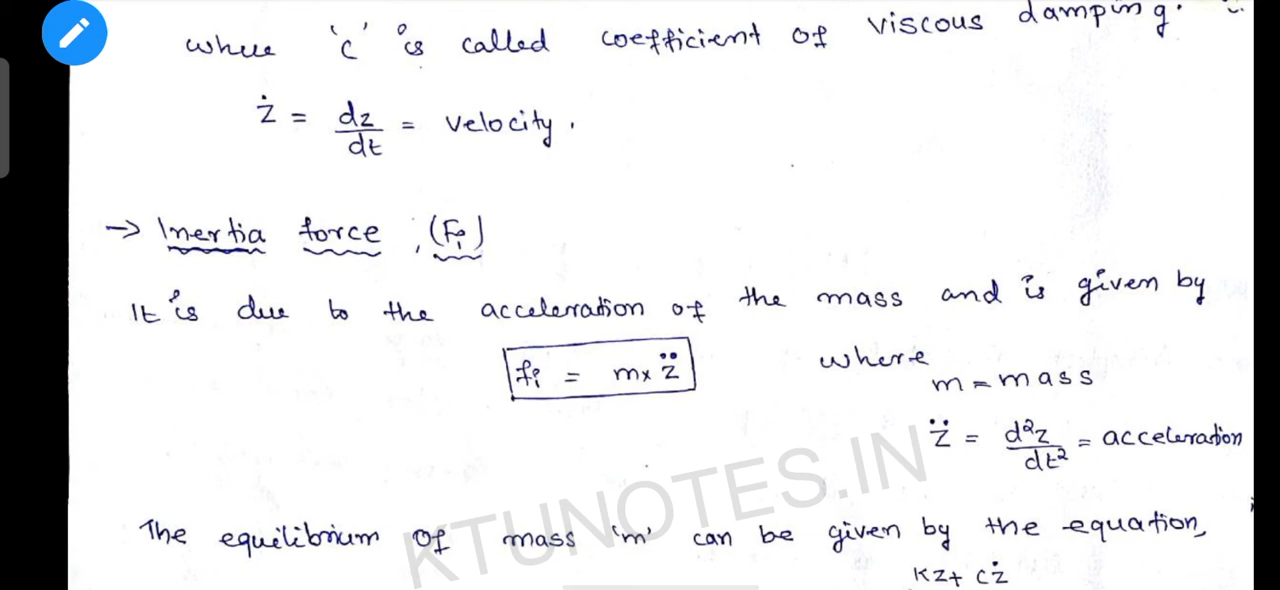 where 'c' is called coefficient of viscous damping.
ż = dz/dt = velocity.
→ Inertia force, (Fi)
It is due to the acceleration of the mass and is given by
fi = m× z̈ where
m = mass
z̈ = d²z/dt² = acceleration
The equilibrium of mass 'm' can be given by the equation,
kz+ cż
KTUNOTES.IN